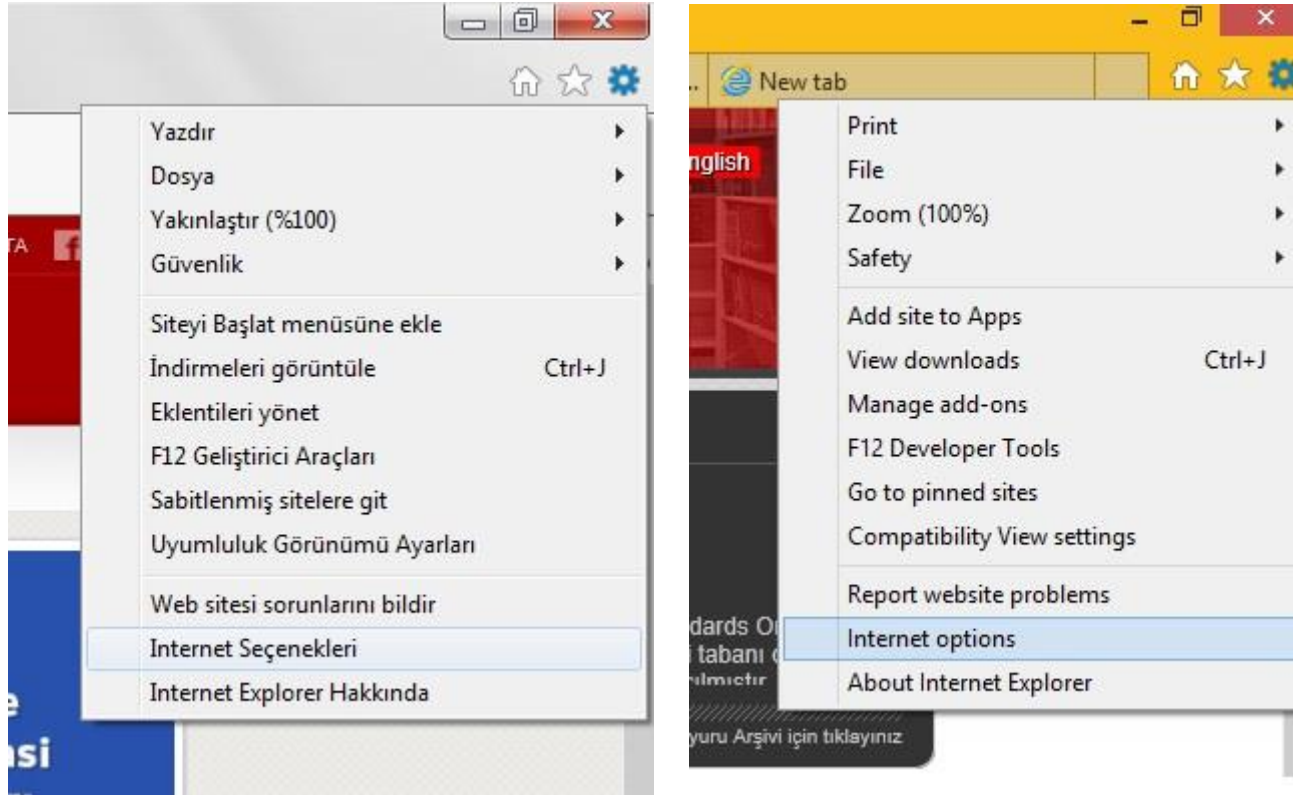 TA
f
Yazdır
Dosya
Yakınlaştır (%100)
Güvenlik
Siteyi Başlat menüsüne ekle
İndirmeleri görüntüle Ctrl+J
Eklentileri yönet
F12 Geliştirici Araçları
Sabitlenmiş sitelere git
Uyumluluk Görünümü Ayarları
Web sitesi sorunlarını bildir
Internet Seçenekleri
Internet Explorer Hakkında
e
ısi
.. New tab
nglish
Print
File
Zoom (100%)
Safety
Add site to Apps
View downloads Ctrl+J
Manage add-ons
F12 Developer Tools
Go to pinned sites
Compatibility View settings
Report website problems
Internet options
About Internet Explorer
dards O
i tabanı
ılmıştır
yuru Arşivi için tıklayınız